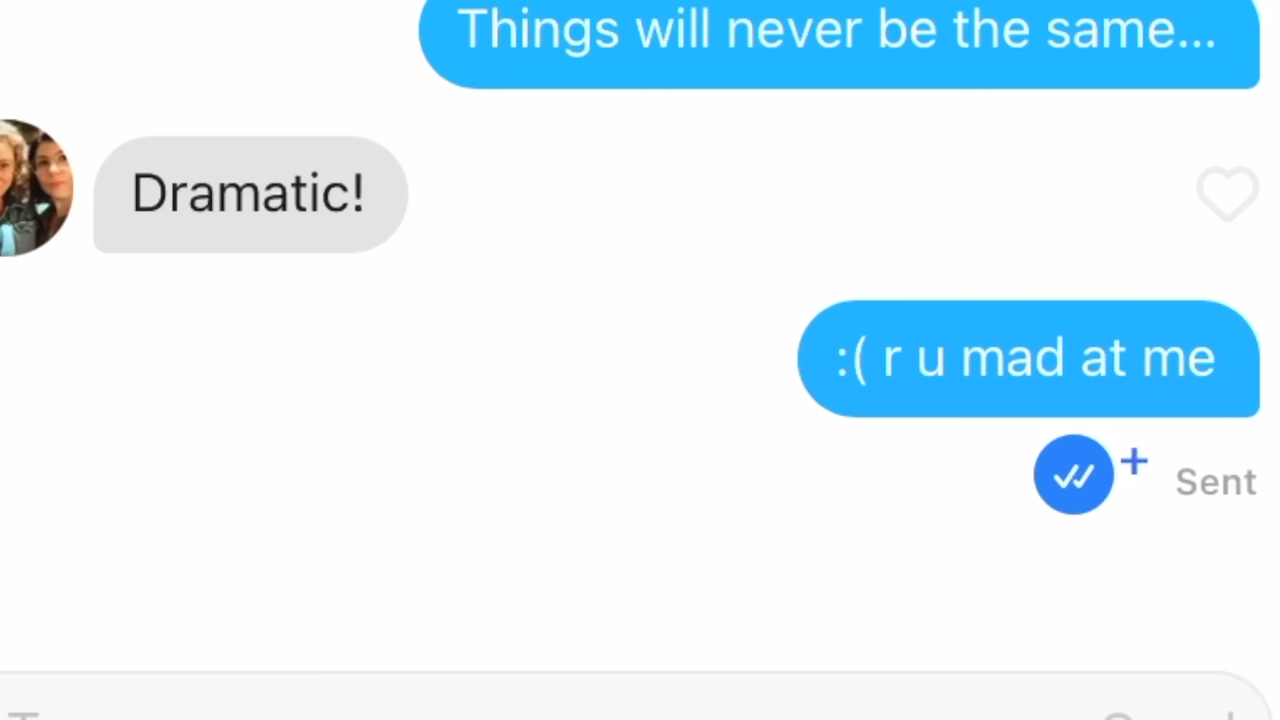 Things will never be the same...
Dramatic!
:( r u mad at me
Sent